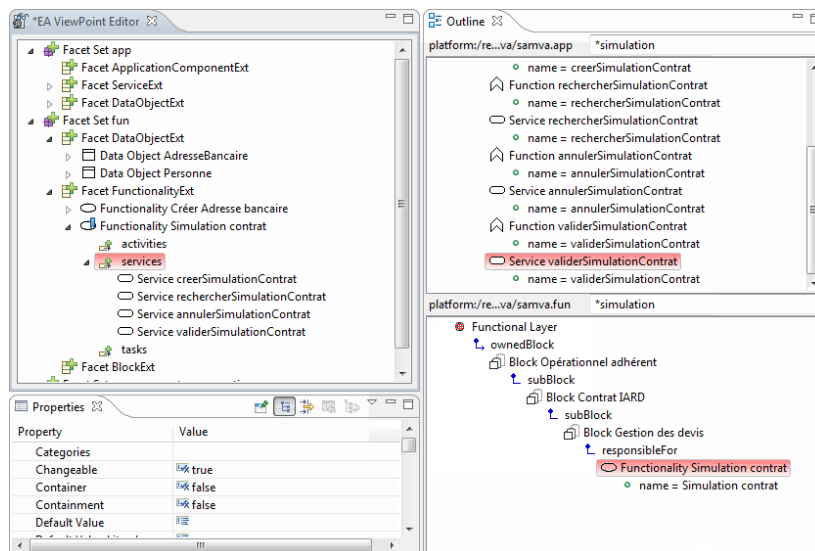 *EA ViewPoint Editor
Facet Set app
Facet ApplicationComponentExt
Facet ServiceExt
Facet DataObjectExt
Facet Set fun
Facet DataObjectExt
Data Object AdresseBancaire
Data Object Personne
Facet FunctionalityExt
Functionality Créer Adresse bancaire
Functionality Simulation contrat
activities
services
Service creerSimulationContrat
Service rechercherSimulationContrat
Service annulerSimulationContrat
Service validerSimulationContrat
tasks
Facet BlockExt
Properties
Property Value
Categories
Changeable true
Container false
Containment false
Default Value
Outline
platform:/re...va/samva.app *simulation
name = creerSimulationContrat
Function rechercherSimulationContrat
name = rechercherSimulationContrat
Service rechercherSimulationContrat
name = rechercherSimulationContrat
Function annulerSimulationContrat
name = annulerSimulationContrat
Service annulerSimulationContrat
name = annulerSimulationContrat
Function validerSimulationContrat
name = validerSimulationContrat
Service validerSimulationContrat
name = validerSimulationContrat
platform:/re...va/samva.fun *simulation
Functional Layer
ownedBlock
Block Opérationnel adhérent
subBlock
Block Contrat IARD
subBlock
Block Gestion des devis
responsibleFor
Functionality Simulation contrat
name = Simulation contrat